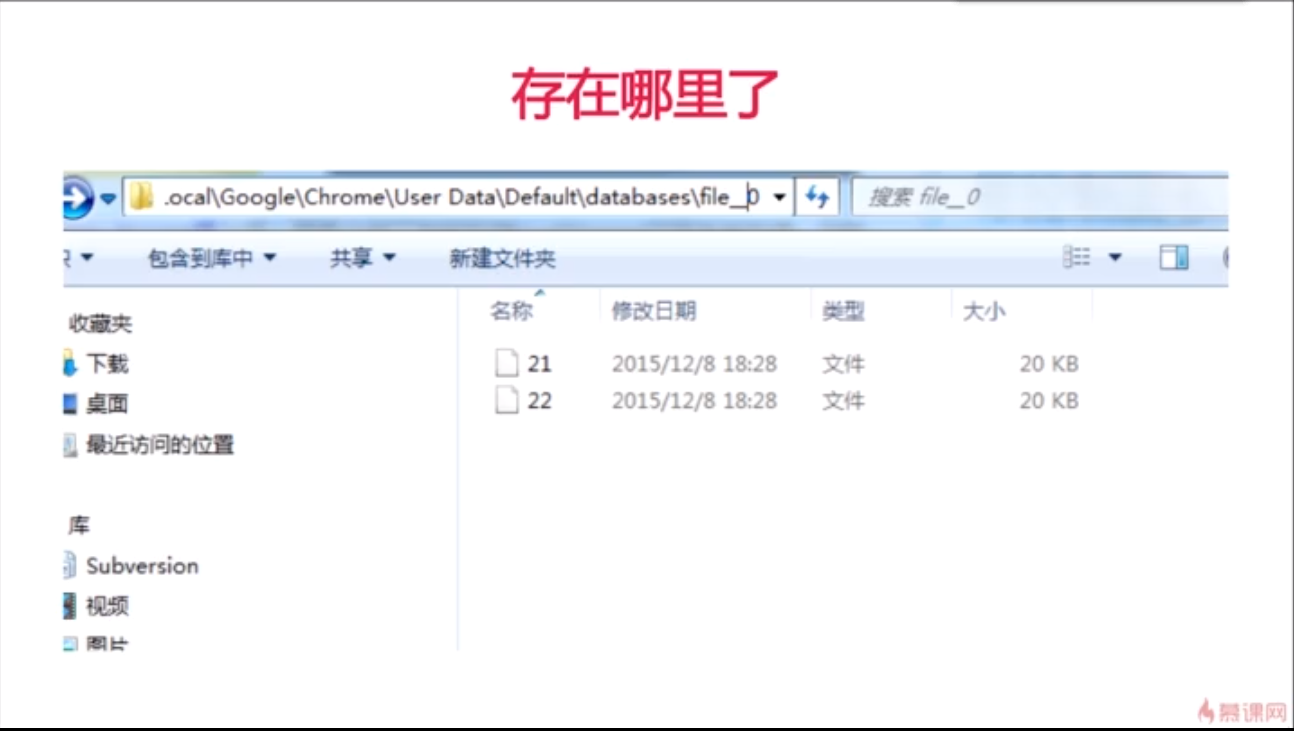 存在哪里了
.ocal\Google\Chrome\User Data\Default\databases\file__0
搜索 file__0
包含到库中 共享 新建文件夹
名称 修改日期 类型 大小
收藏夹
21 2015/12/8 18:28 文件 20 KB
下载
22 2015/12/8 18:28 文件 20 KB
桌面
最近访问的位置
库
Subversion
视频
图片
慕课网